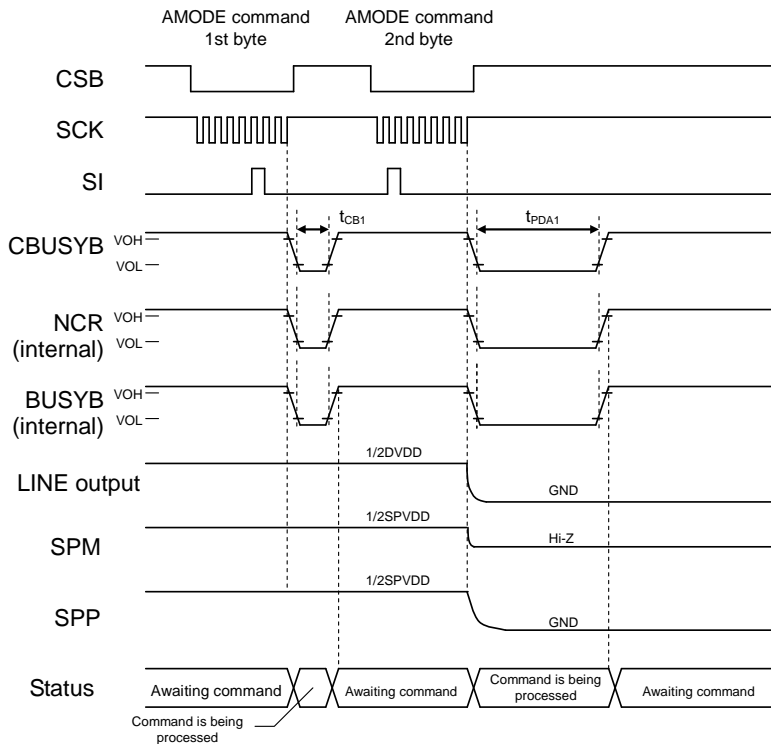 AMODE command
1st byte
AMODE command
2nd byte
CSB
SCK
SI
tCB1
tPDA1
CBUSYB
VOH
VOL
NCR
(internal)
VOH
VOL
BUSYB
(internal)
VOH
VOL
LINE output
1/2DVDD
GND
SPM
1/2SPVDD
Hi-Z
SPP
1/2SPVDD
GND
Status
Awaiting command
Awaiting command
Command is being
processed
Awaiting command
Command is being
processed